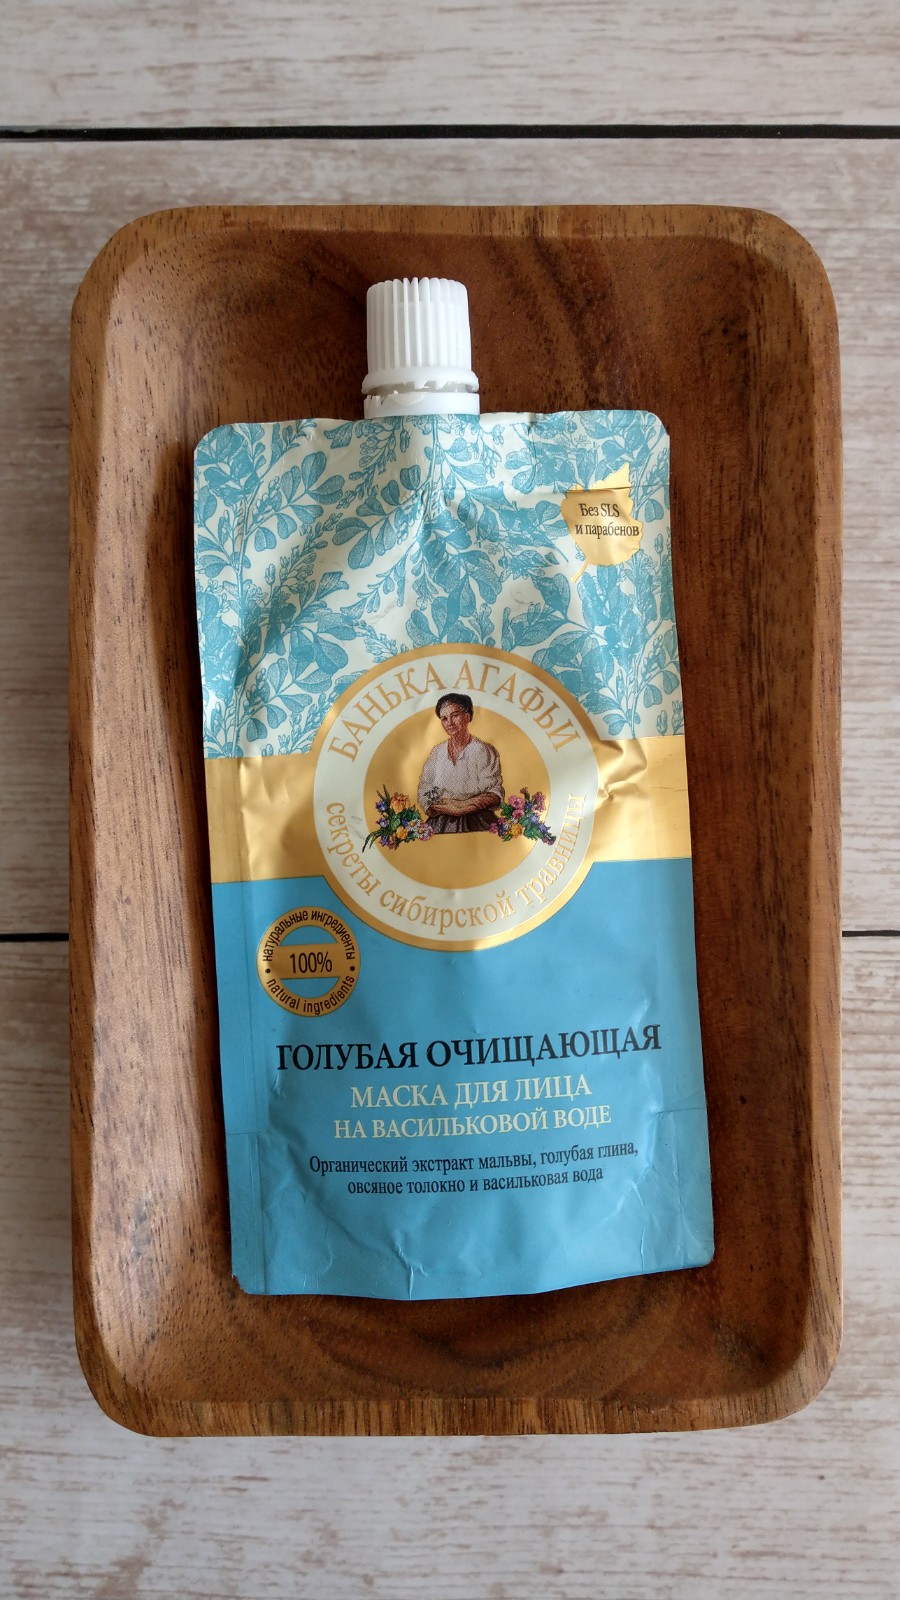 Без SLS
и парабенов
БАНЬКА АГАФЬИ
секреты сибирской травницы
натуральные ингредиенты
100%
natural ingredients
ГОЛУБАЯ ОЧИЩАЮЩАЯ
МАСКА ДЛЯ ЛИЦА
НА ВАСИЛЬКОВОЙ ВОДЕ
Органический экстракт мальвы, голубая глина,
овсяное толокно и васильковая вода